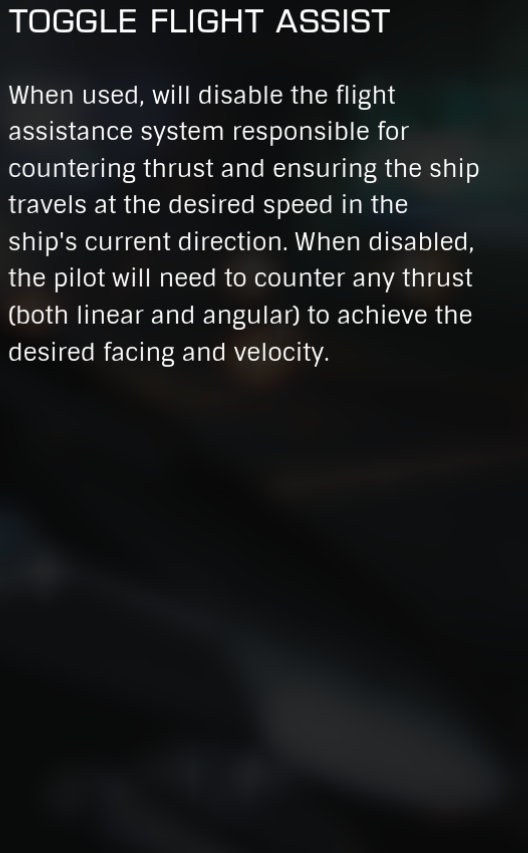 TOGGLE FLIGHT ASSIST
When used, will disable the flight
assistance system responsible for
countering thrust and ensuring the ship
travels at the desired speed in the
ship's current direction. When disabled,
the pilot will need to counter any thrust
(both linear and angular) to achieve the
desired facing and velocity.